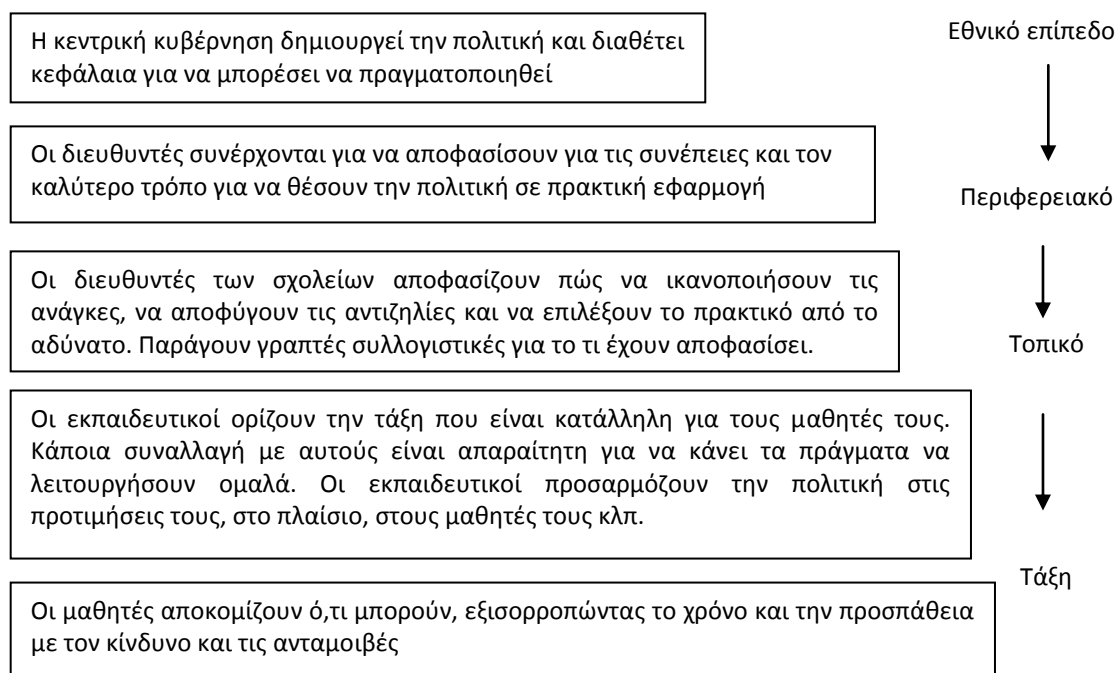 Η κεντρική κυβέρνηση δημιουργεί την πολιτική και διαθέτει
κεφάλαια για να μπορέσει να πραγματοποιηθεί
Εθνικό επίπεδο
Οι διευθυντές συνέρχονται για να αποφασίσουν για τις συνέπειες και τον
καλύτερο τρόπο για να θέσουν την πολιτική σε πρακτική εφαρμογή
Περιφερειακό
Οι διευθυντές των σχολείων αποφασίζουν πώς να ικανοποιήσουν τις
ανάγκες, να αποφύγουν τις αντιζηλίες και να επιλέξουν το πρακτικό από το
αδύνατο. Παράγουν γραπτές συλλογιστικές για το τι έχουν αποφασίσει.
Τοπικό
Οι εκπαιδευτικοί ορίζουν την τάξη που είναι κατάλληλη για τους μαθητές τους.
Κάποια συναλλαγή με αυτούς είναι απαραίτητη για να κάνει τα πράγματα να
λειτουργήσουν ομαλά. Οι εκπαιδευτικοί προσαρμόζουν την πολιτική στις
προτιμήσεις τους, στο πλαίσιο, στους μαθητές τους κλπ.
Τάξη
Οι μαθητές αποκομίζουν ό,τι μπορούν, εξισορροπώντας το χρόνο και την προσπάθεια
με τον κίνδυνο και τις ανταμοιβές